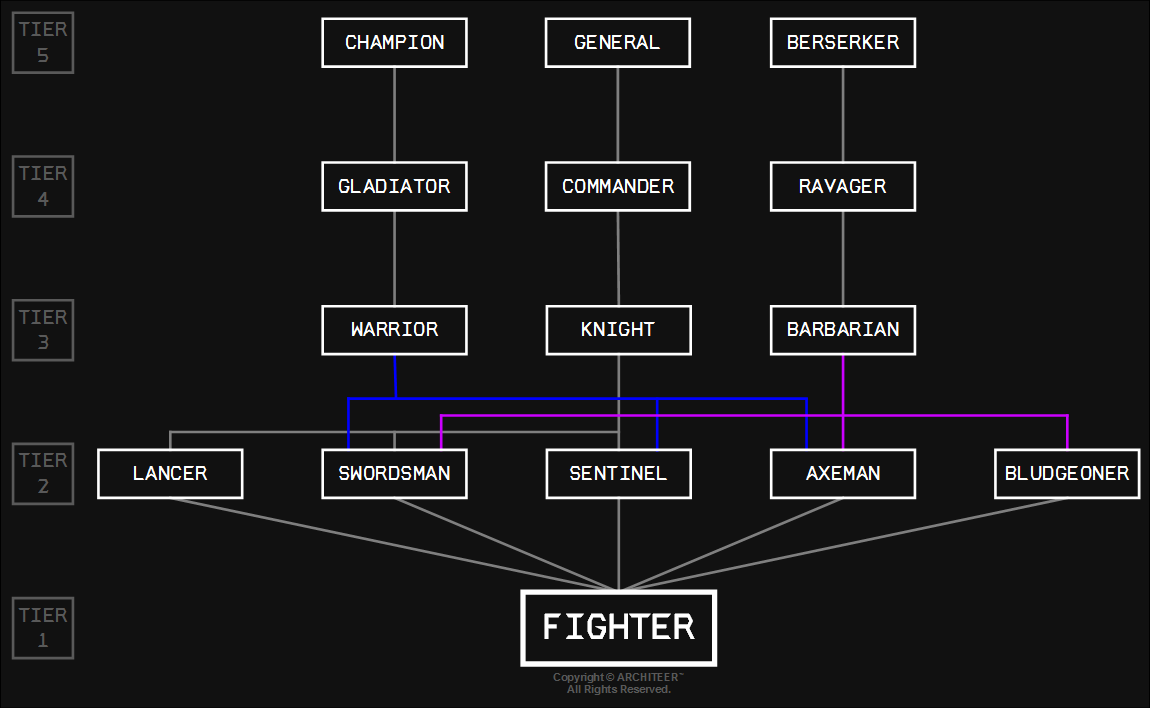 TIER
5
CHAMPION
GENERAL
BERSERKER
TIER
4
GLADIATOR
COMMANDER
RAVAGER
TIER
3
WARRIOR
KNIGHT
BARBARIAN
TIER
2
LANCER
SWORDSMAN
SENTINEL
AXEMAN
BLUDGEONER
TIER
1
FIGHTER
Copyright © ARCHITEER™
All Rights Reserved.